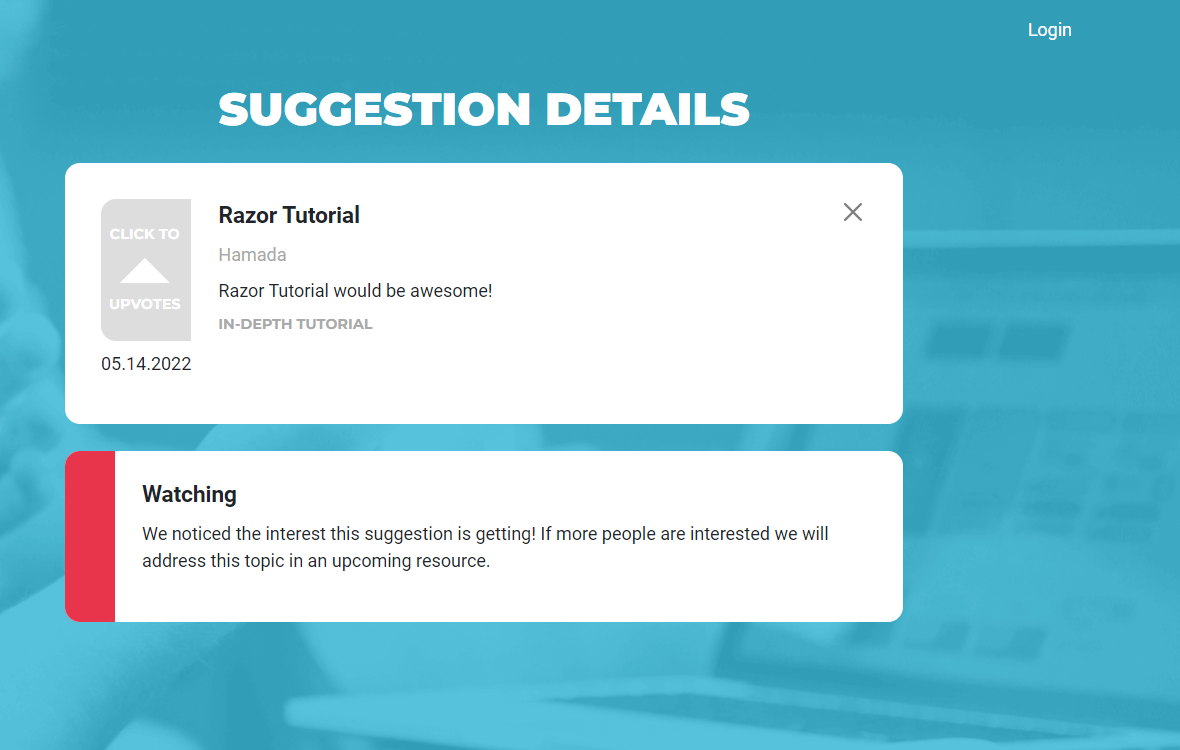 Login
SUGGESTION DETAILS
CLICK TO
UPVOTES
05.14.2022
Razor Tutorial
Hamada
Razor Tutorial would be awesome!
IN-DEPTH TUTORIAL
Watching
We noticed the interest this suggestion is getting! If more people are interested we will
address this topic in an upcoming resource.